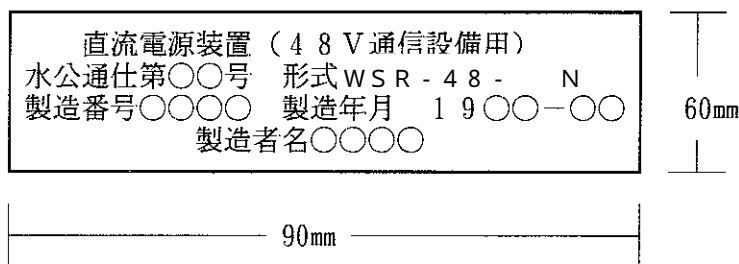 直流電源装置(48V通信設備用)
水公通仕第○○号 形式WSR-48- N
製造番号○○○○ 製造年月 19○○-○○
製造者名○○○○
60mm
90mm